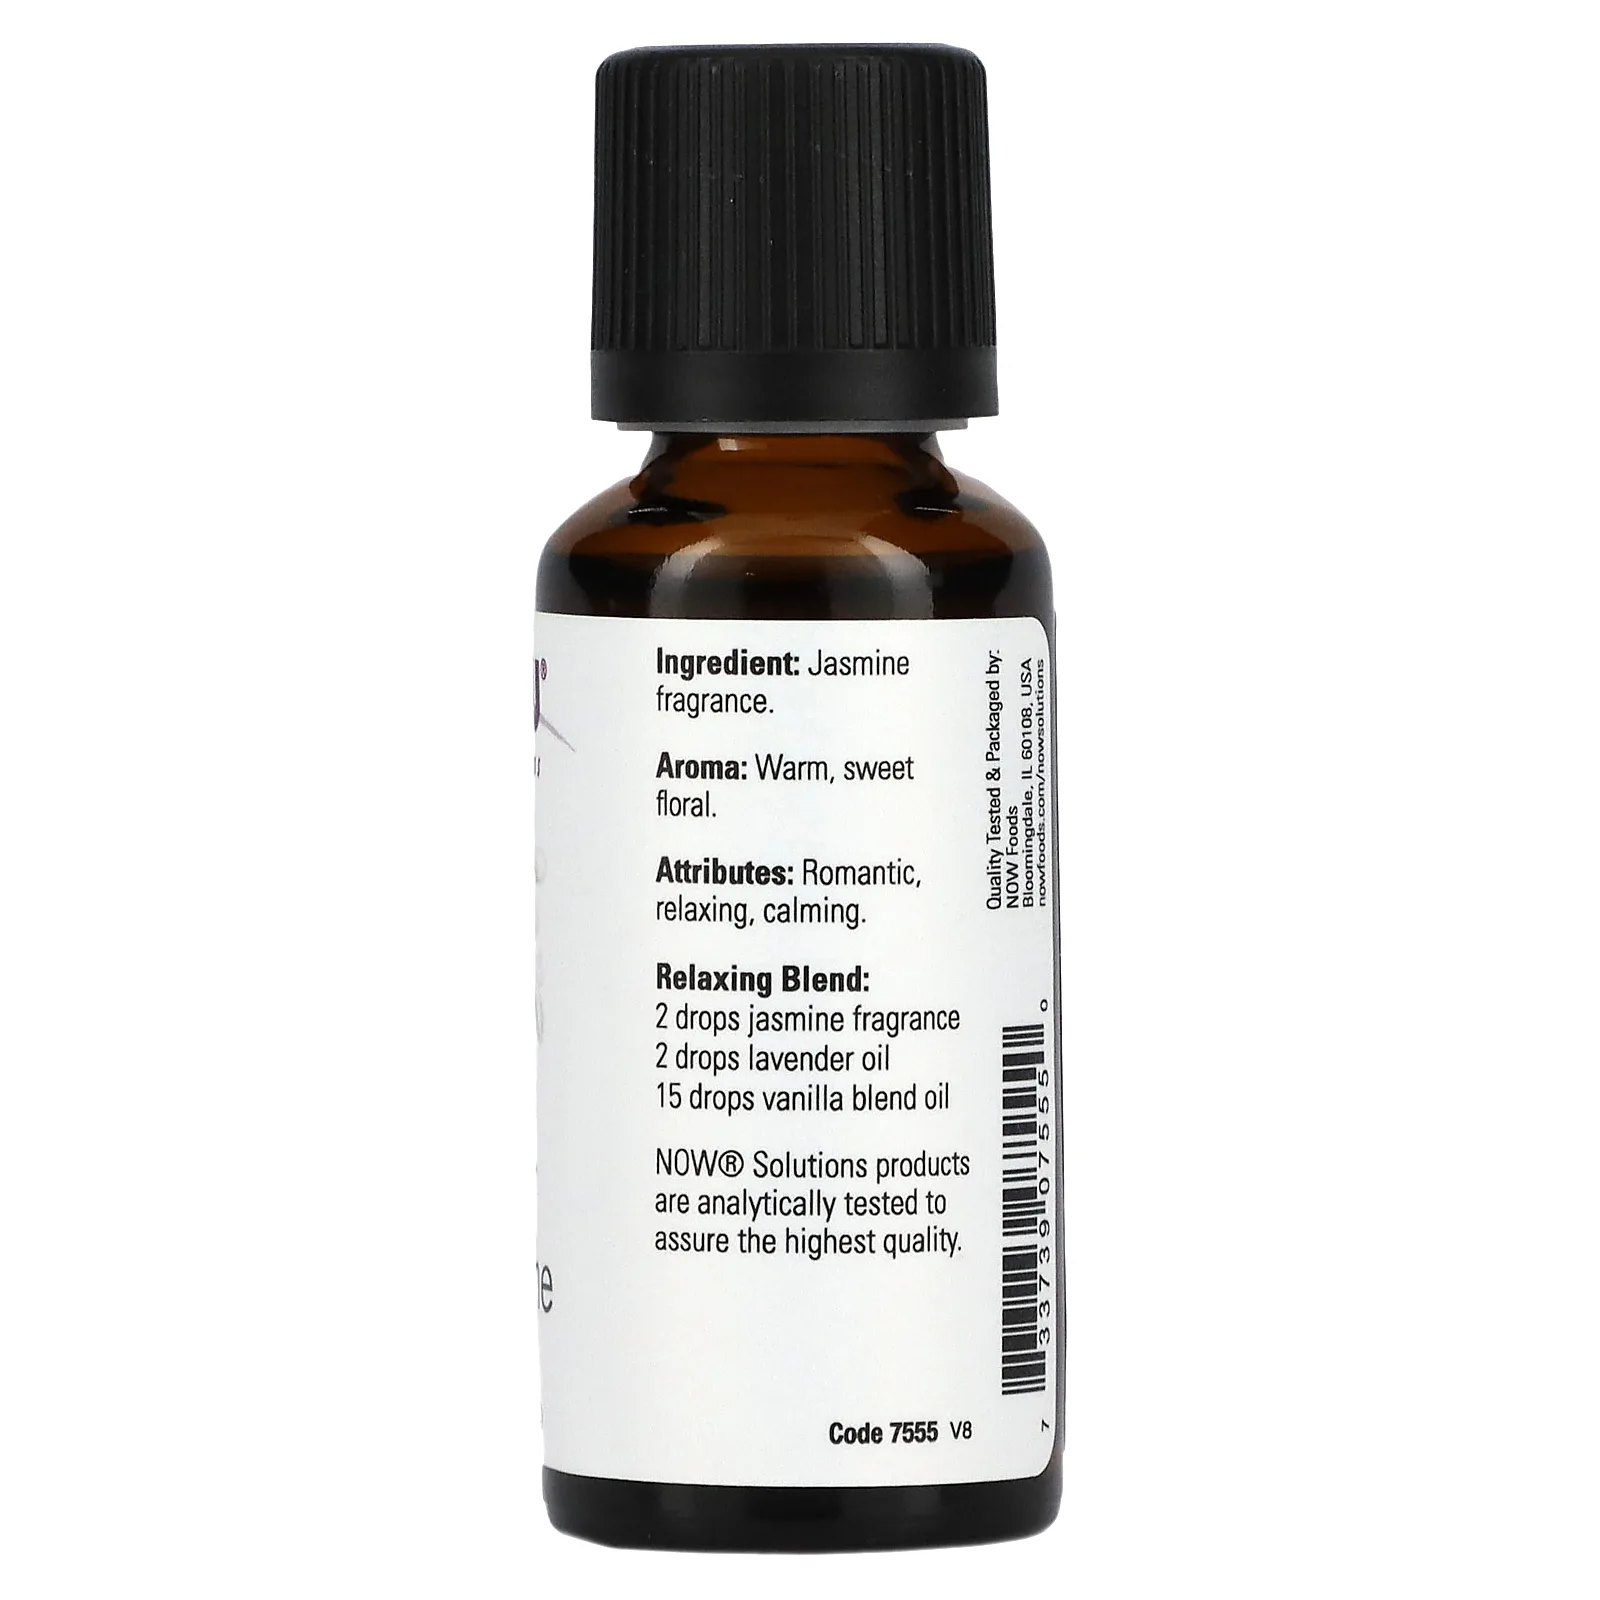 Ingredient: Jasmine
fragrance.
Aroma: Warm, sweet
floral.
Attributes: Romantic,
relaxing, calming.
Relaxing Blend:
2 drops jasmine fragrance
2 drops lavender oil
15 drops vanilla blend oil
NOW® Solutions products
are analytically tested to
assure the highest quality.
Code 7555 V8
Quality Tested & Packaged by:
NOW Foods
Bloomingdale, IL 60108, USA
nowfoods.com/nowsolutions
7 33739 07555 0